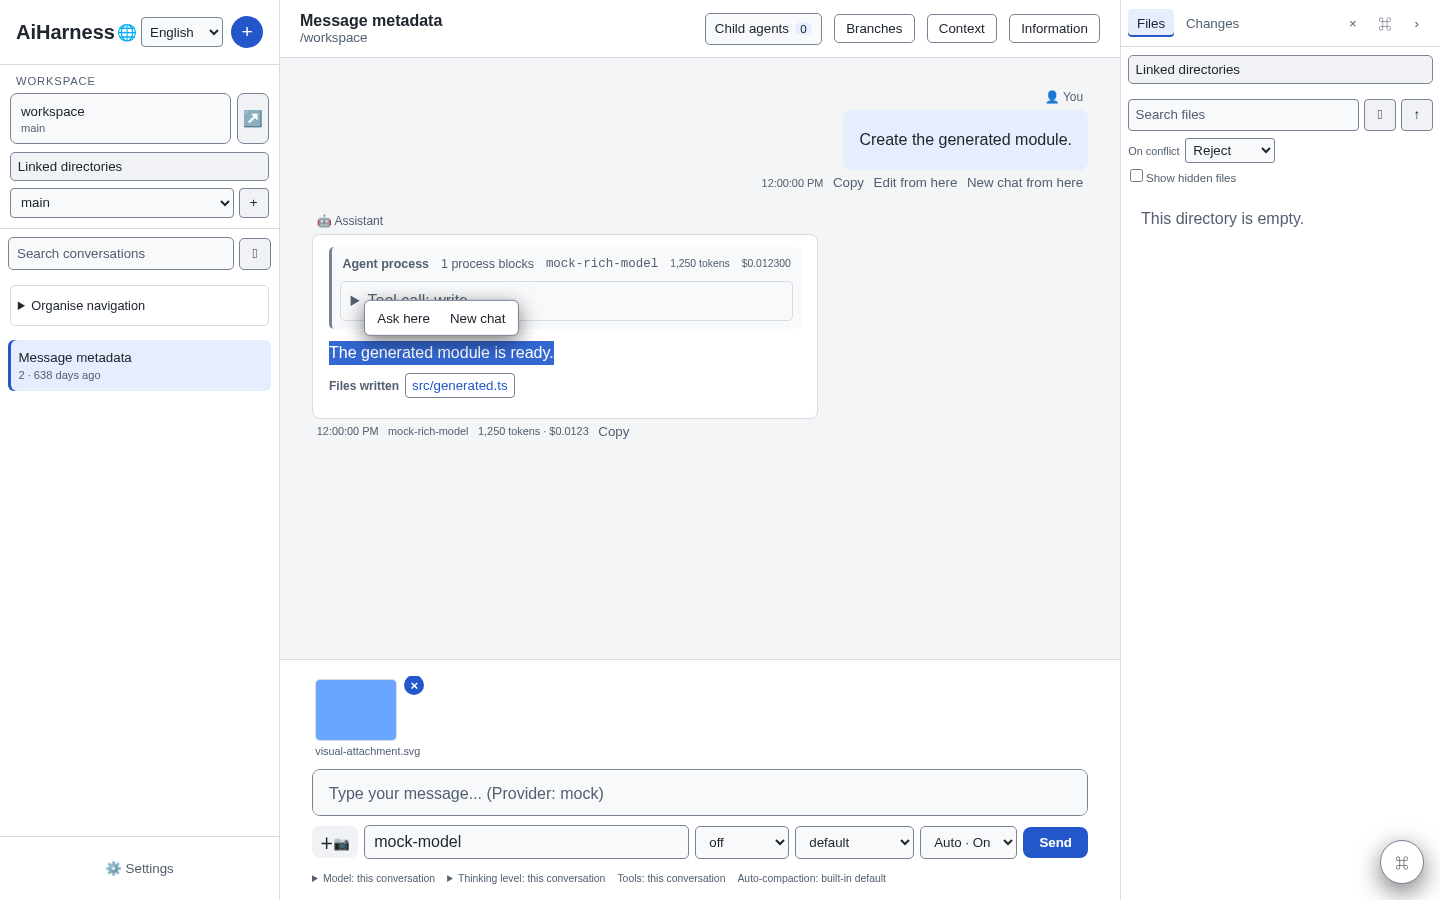 AiHarness English +
WORKSPACE
workspace
main
Linked directories
main +
Search conversations
Organise navigation
Message metadata
2 · 638 days ago
Settings
Message metadata
/workspace
Child agents 0 Branches Context Information
You
Create the generated module.
12:00:00 PM Copy Edit from here New chat from here
Assistant
Agent process 1 process blocks mock-rich-model 1,250 tokens $0.012300
Tool call: write
Ask here New chat
The generated module is ready.
Files written src/generated.ts
12:00:00 PM mock-rich-model 1,250 tokens · $0.0123 Copy
visual-attachment.svg
Type your message... (Provider: mock)
mock-model off default Auto · On Send
Model: this conversation Thinking level: this conversation Tools: this conversation Auto-compaction: built-in default
Files Changes × ⌘ ›
Linked directories
Search files ↑
On conflict Reject
Show hidden files
This directory is empty.
⌘